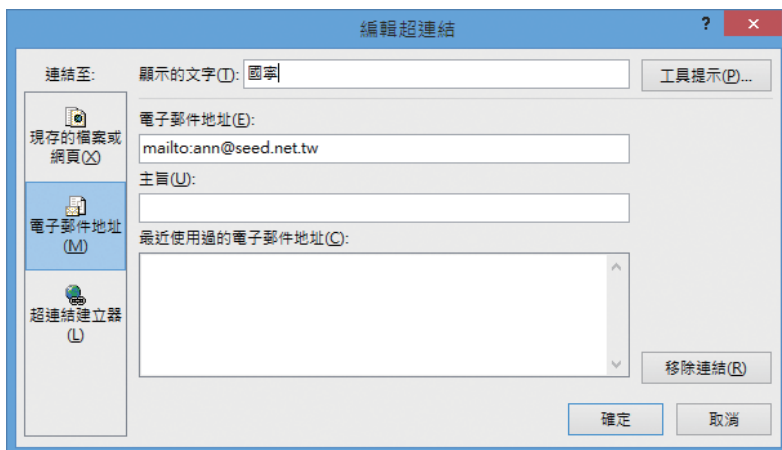 編輯超連結
?
×
連結至:
顯示的文字(T): 國寧
工具提示(P)...
現存的檔案或
網頁(X)
電子郵件地址
(M)
超連結建立器
(L)
電子郵件地址(E):
mailto:ann@seed.net.tw
主旨(U):
最近使用過的電子郵件地址(C):
移除連結(R)
確定
取消